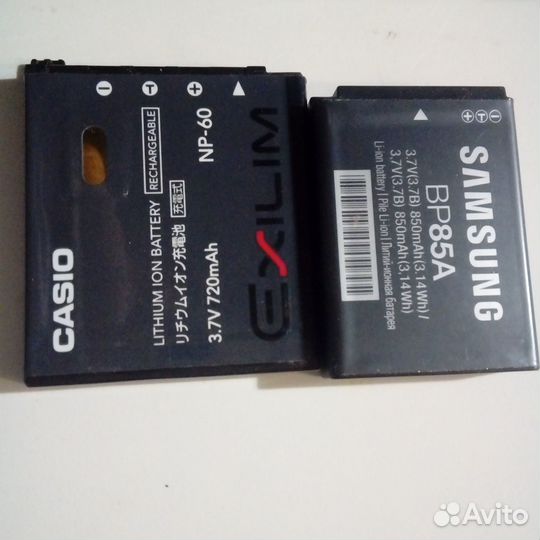 CASIO
LITHIUM ION BATTERY RECHARGEABLE
リチウムイオン充電池 充電式
3.7V 720mAh NP-60
EXILIM
SAMSUNG
BP85A
3.7V(3.7B) 850mAh(3.14Wh)/
3.7V(3.7B) 850mAh(3.14Wh)
Li-ion battery | Pile Li-ion | Литий-ионная батарея
Avito